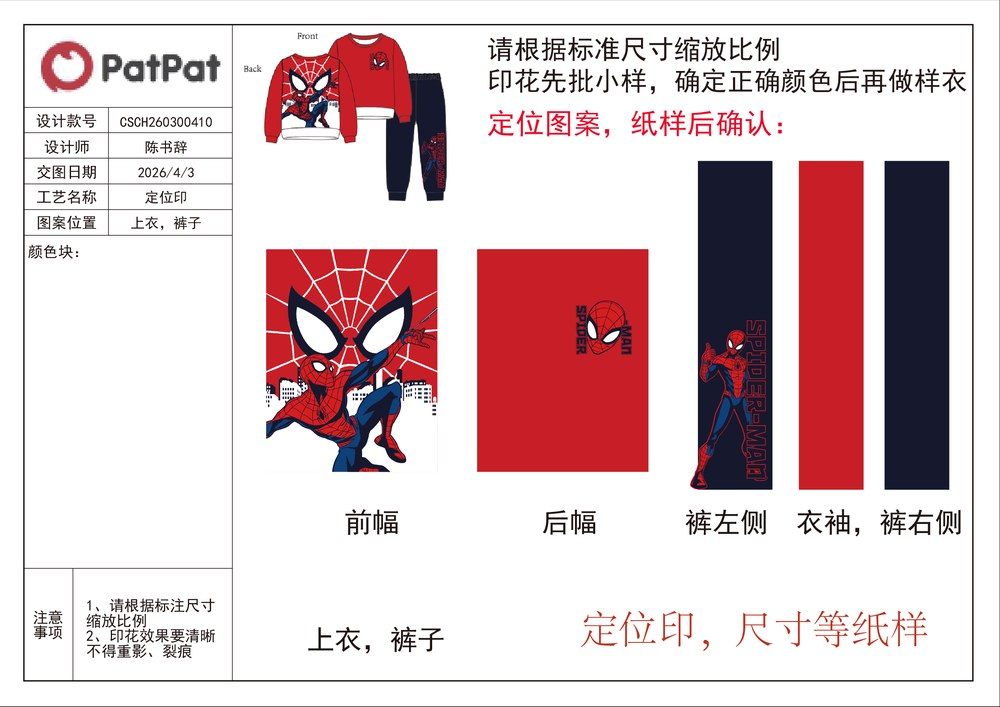 PatPat
设计款号 CSCH260300410
设计师 陈书辞
交图日期 2026/4/3
工艺名称 定位印
图案位置 上衣，裤子
颜色块：
注意事项
1、请根据标注尺寸
缩放比例
2、印花效果要清晰
不得重影、裂痕
Front
Back
请根据标准尺寸缩放比例
印花先批小样，确定正确颜色后再做样衣
定位图案，纸样后确认：
SPIDER
-MAN
SPIDER-MAN
前幅
后幅
裤左侧
衣袖，裤右侧
上衣，裤子
定位印，尺寸等纸样